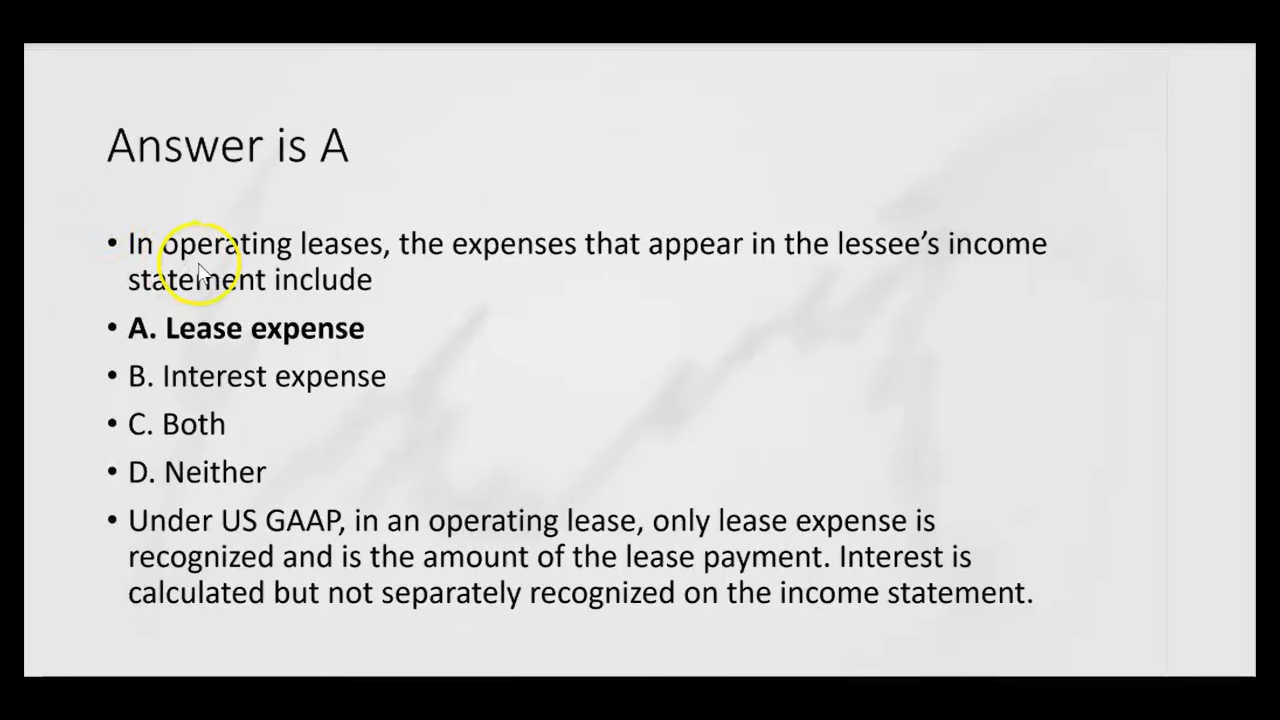 Answer is A
• In operating leases, the expenses that appear in the lessee’s income
statement include
• A. Lease expense
• B. Interest expense
• C. Both
• D. Neither
• Under US GAAP, in an operating lease, only lease expense is
recognized and is the amount of the lease payment. Interest is
calculated but not separately recognized on the income statement.